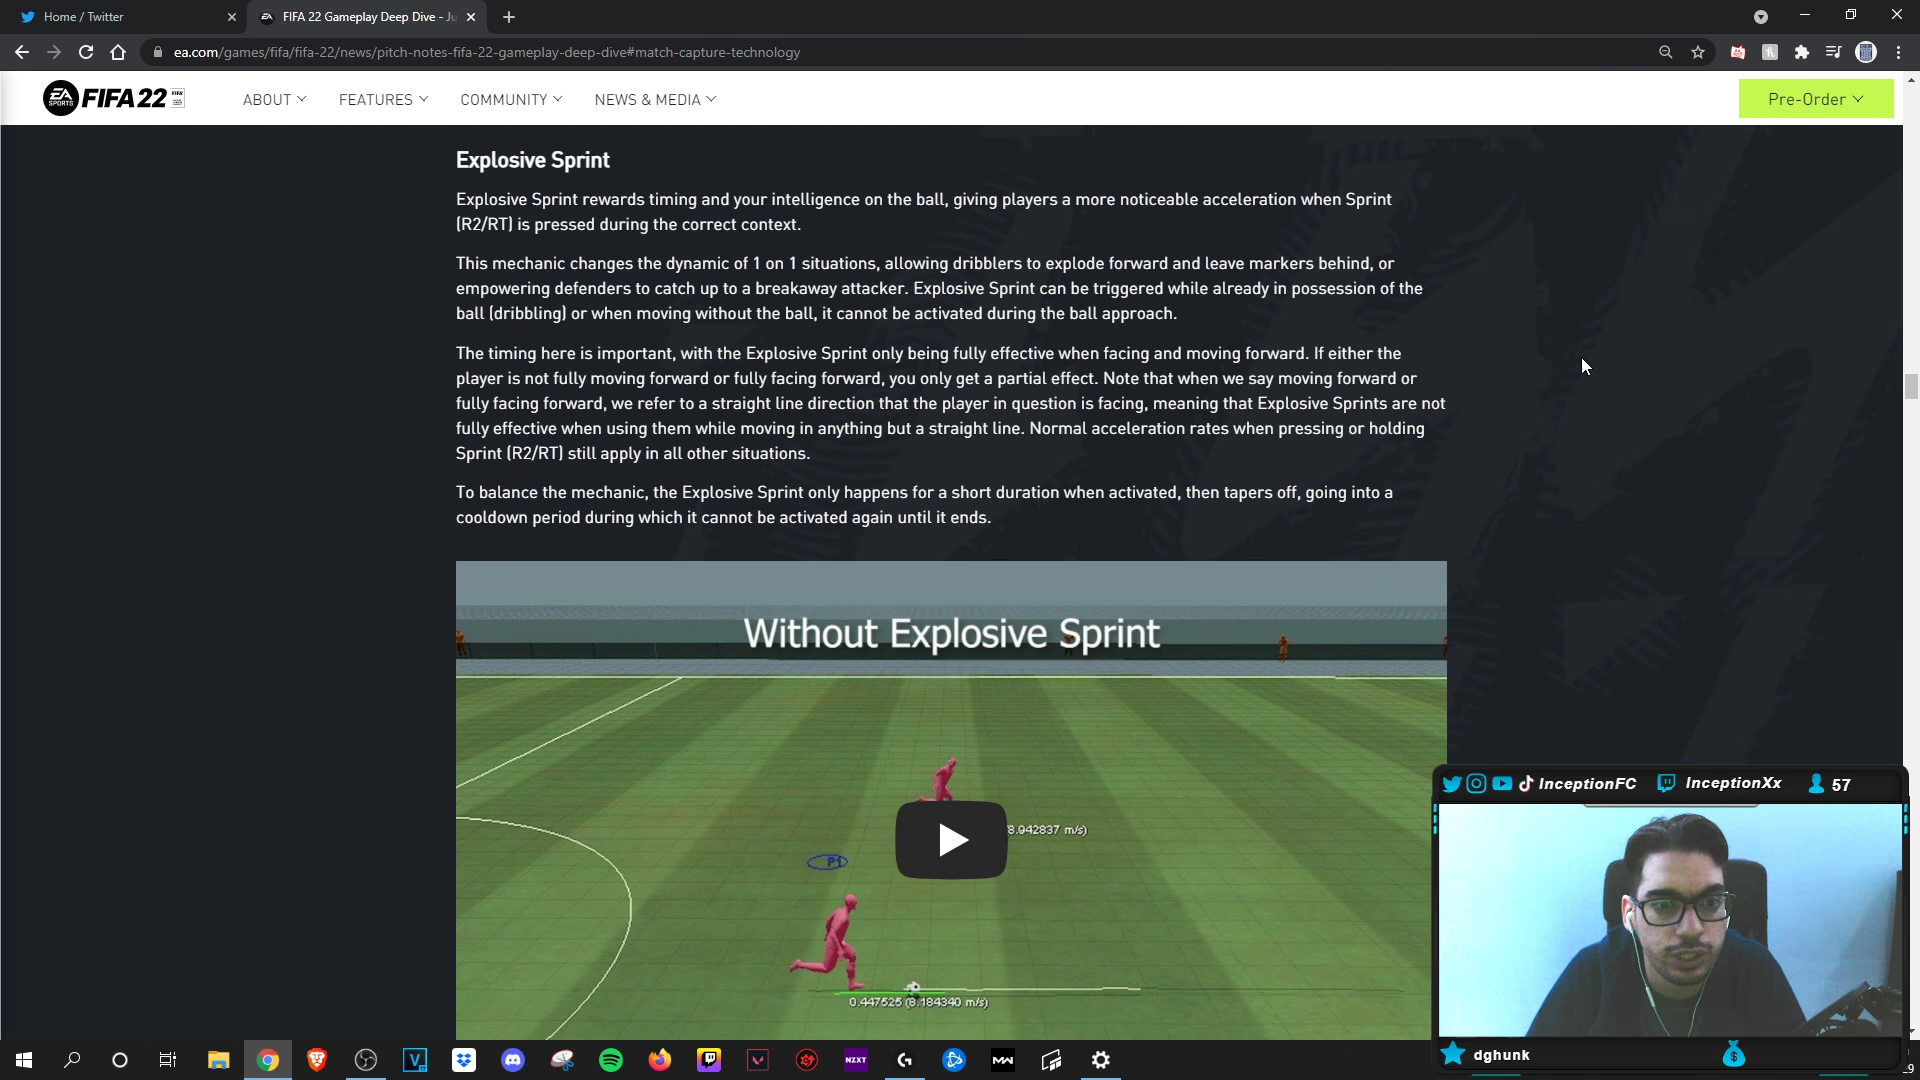 Home / Twitter
FIFA 22 Gameplay Deep Dive - Ju
ea.com/games/fifa/fifa-22/news/pitch-notes-fifa-22-gameplay-deep-dive#match-capture-technology
EA SPORTS FIFA 22
ABOUT
FEATURES
COMMUNITY
NEWS & MEDIA
Pre-Order
Explosive Sprint
Explosive Sprint rewards timing and your intelligence on the ball, giving players a more noticeable acceleration when Sprint
(R2/RT) is pressed during the correct context.
This mechanic changes the dynamic of 1 on 1 situations, allowing dribblers to explode forward and leave markers behind, or
empowering defenders to catch up to a breakaway attacker. Explosive Sprint can be triggered while already in possession of the
ball (dribbling) or when moving without the ball, it cannot be activated during the ball approach.
The timing here is important, with the Explosive Sprint only being fully effective when facing and moving forward. If either the
player is not fully moving forward or fully facing forward, you only get a partial effect. Note that when we say moving forward or
fully facing forward, we refer to a straight line direction that the player in question is facing, meaning that Explosive Sprints are not
fully effective when using them while moving in anything but a straight line. Normal acceleration rates when pressing or holding
Sprint (R2/RT) still apply in all other situations.
To balance the mechanic, the Explosive Sprint only happens for a short duration when activated, then tapers off, going into a
cooldown period during which it cannot be activated again until it ends.
Without Explosive Sprint
8.942837 m/s)
P1
0.447525 (8.184340 m/s)
InceptionFC
InceptionXx
57
dghunk
NZXT
MW